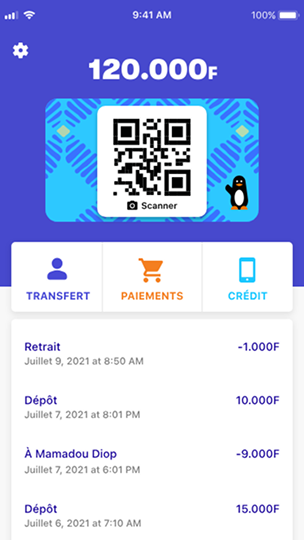 9:41 AM
100%
120.000F
Scanner
TRANSFERT
PAIEMENTS
CRÉDIT
Retrait
-1.000F
Juillet 9, 2021 at 8:50 AM
Dépôt
10.000F
Juillet 7, 2021 at 8:01 PM
À Mamadou Diop
-9.000F
Juillet 7, 2021 at 6:01 PM
Dépôt
15.000F
Juillet 6, 2021 at 7:10 AM